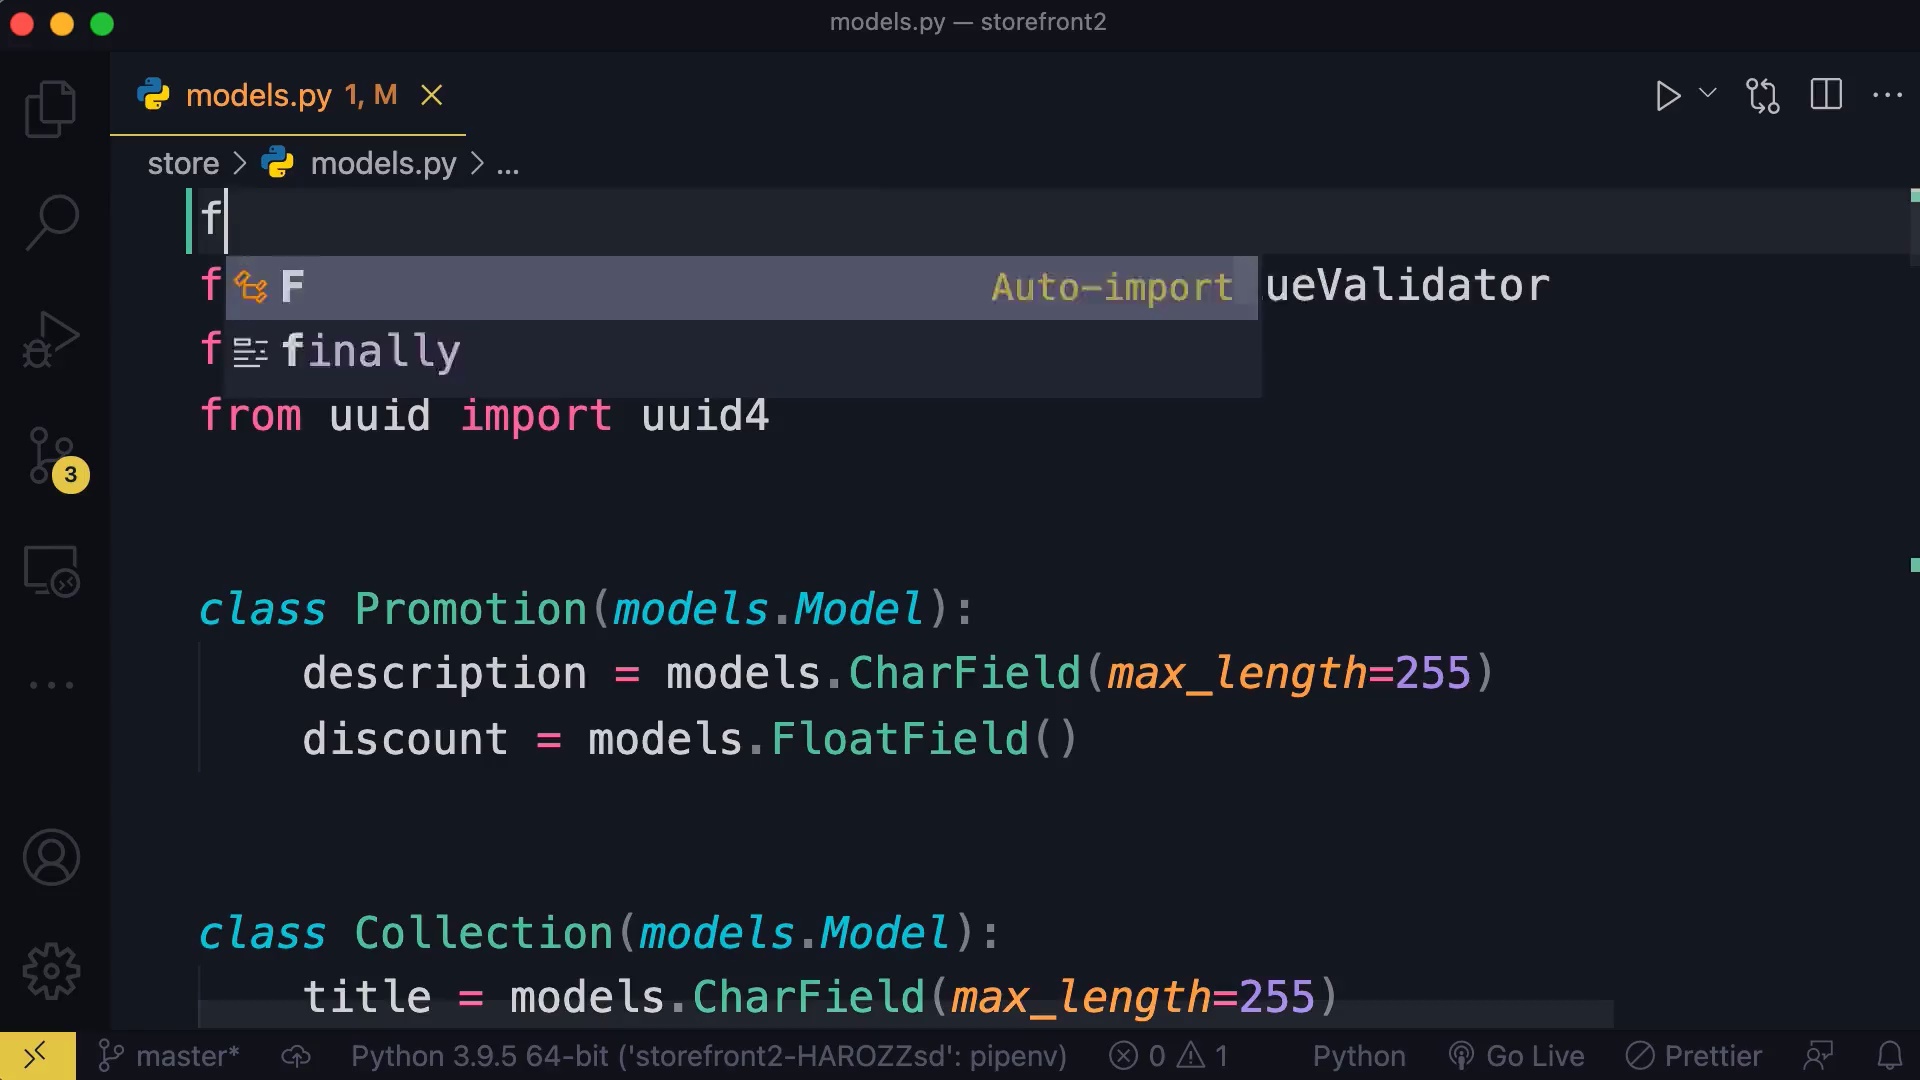 models.py — storefront2
models.py 1, M
store > models.py > ...
f
f F Auto-import ueValidator
f finally
from uuid import uuid4
class Promotion(models.Model):
description = models.CharField(max_length=255)
discount = models.FloatField()
3
class Collection(models.Model):
title = models.CharField(max_length=255)
master* Python 3.9.5 64-bit ('storefront2-HAROZZsd': pipenv) 0 1 Python Go Live Prettier